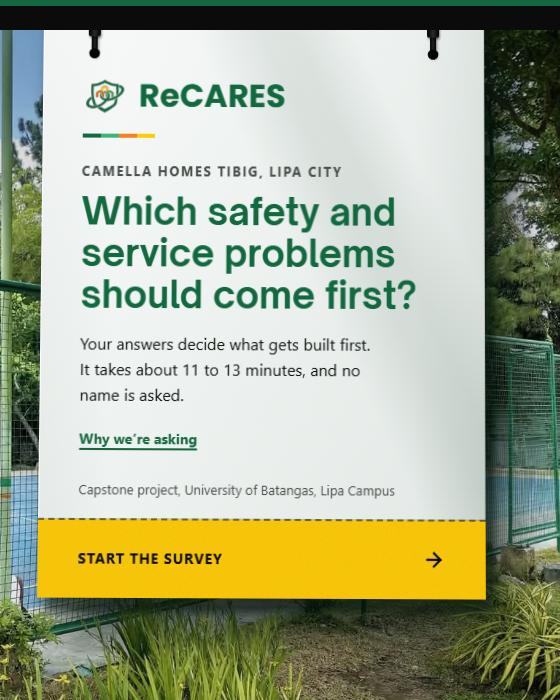 ReCARES
CAMELLA HOMES TIBIG, LIPA CITY
Which safety and
service problems
should come first?
Your answers decide what gets built first.
It takes about 11 to 13 minutes, and no
name is asked.
Why we're asking
Capstone project, University of Batangas, Lipa Campus
START THE SURVEY